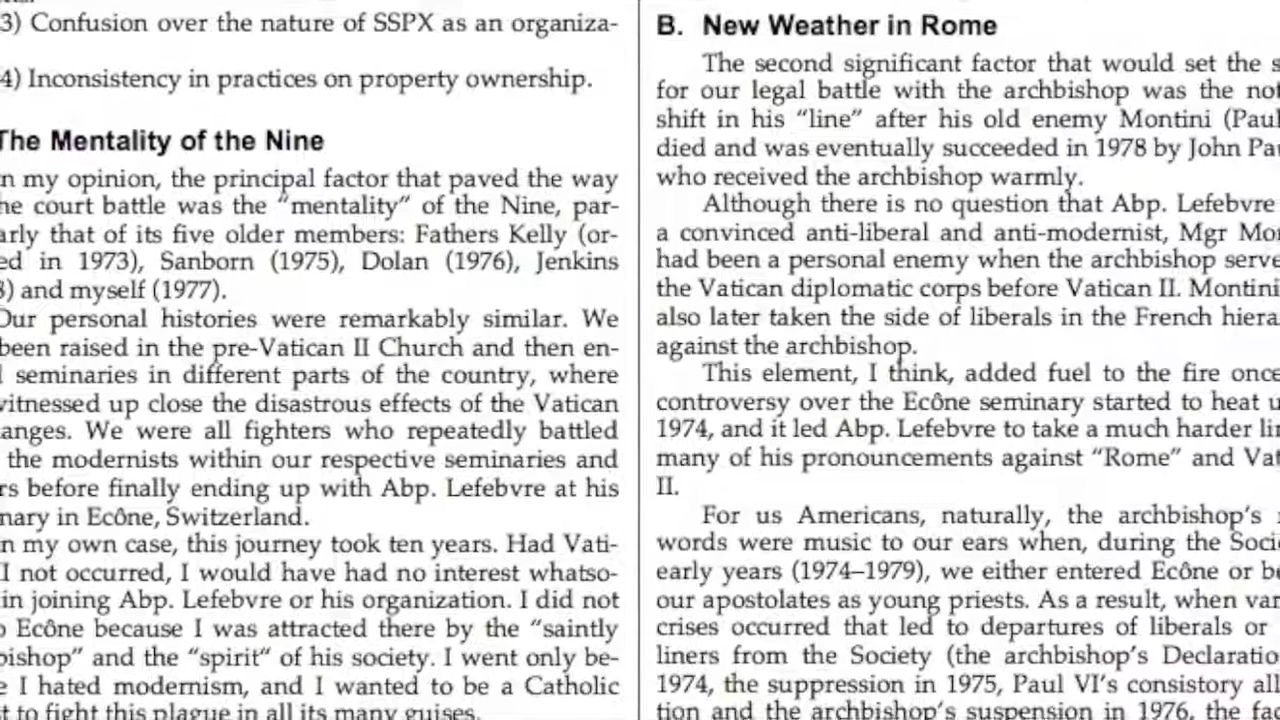 3) Confusion over the nature of SSPX as an organiza-
4) Inconsistency in practices on property ownership.
The Mentality of the Nine
n my opinion, the principal factor that paved the way
he court battle was the "mentality" of the Nine, par-
arly that of its five older members: Fathers Kelly (or-
ed in 1973), Sanborn (1975), Dolan (1976), Jenkins
8) and myself (1977).
Our personal histories were remarkably similar. We
been raised in the pre-Vatican II Church and then en-
l seminaries in different parts of the country, where
witnessed up close the disastrous effects of the Vatican
anges. We were all fighters who repeatedly battled
the modernists within our respective seminaries and
rs before finally ending up with Abp. Lefebvre at his
nary in Ecône, Switzerland.
n my own case, this journey took ten years. Had Vati-
I not occurred, I would have had no interest whatso-
in joining Abp. Lefebvre or his organization. I did not
o Ecône because I was attracted there by the "saintly
bishop" and the "spirit" of his society. I went only be-
e I hated modernism, and I wanted to be a Catholic
t to fight this plague in all its many guises.
B. New Weather in Rome
The second significant factor that would set the s
for our legal battle with the archbishop was the not
shift in his "line" after his old enemy Montini (Paul
died and was eventually succeeded in 1978 by John Pau
who received the archbishop warmly.
Although there is no question that Abp. Lefebvre
a convinced anti-liberal and anti-modernist, Mgr Mon
had been a personal enemy when the archbishop serve
the Vatican diplomatic corps before Vatican II. Montini
also later taken the side of liberals in the French hiera
against the archbishop.
This element, I think, added fuel to the fire once
controversy over the Ecône seminary started to heat u
1974, and it led Abp. Lefebvre to take a much harder lin
many of his pronouncements against "Rome" and Vat
II.
For us Americans, naturally, the archbishop's
words were music to our ears when, during the Soci
early years (1974–1979), we either entered Ecône or be
our apostolates as young priests. As a result, when var
crises occurred that led to departures of liberals or
liners from the Society (the archbishop's Declaratio
1974, the suppression in 1975, Paul VI's consistory all
tion and the archbishop's suspension in 1976, the fac